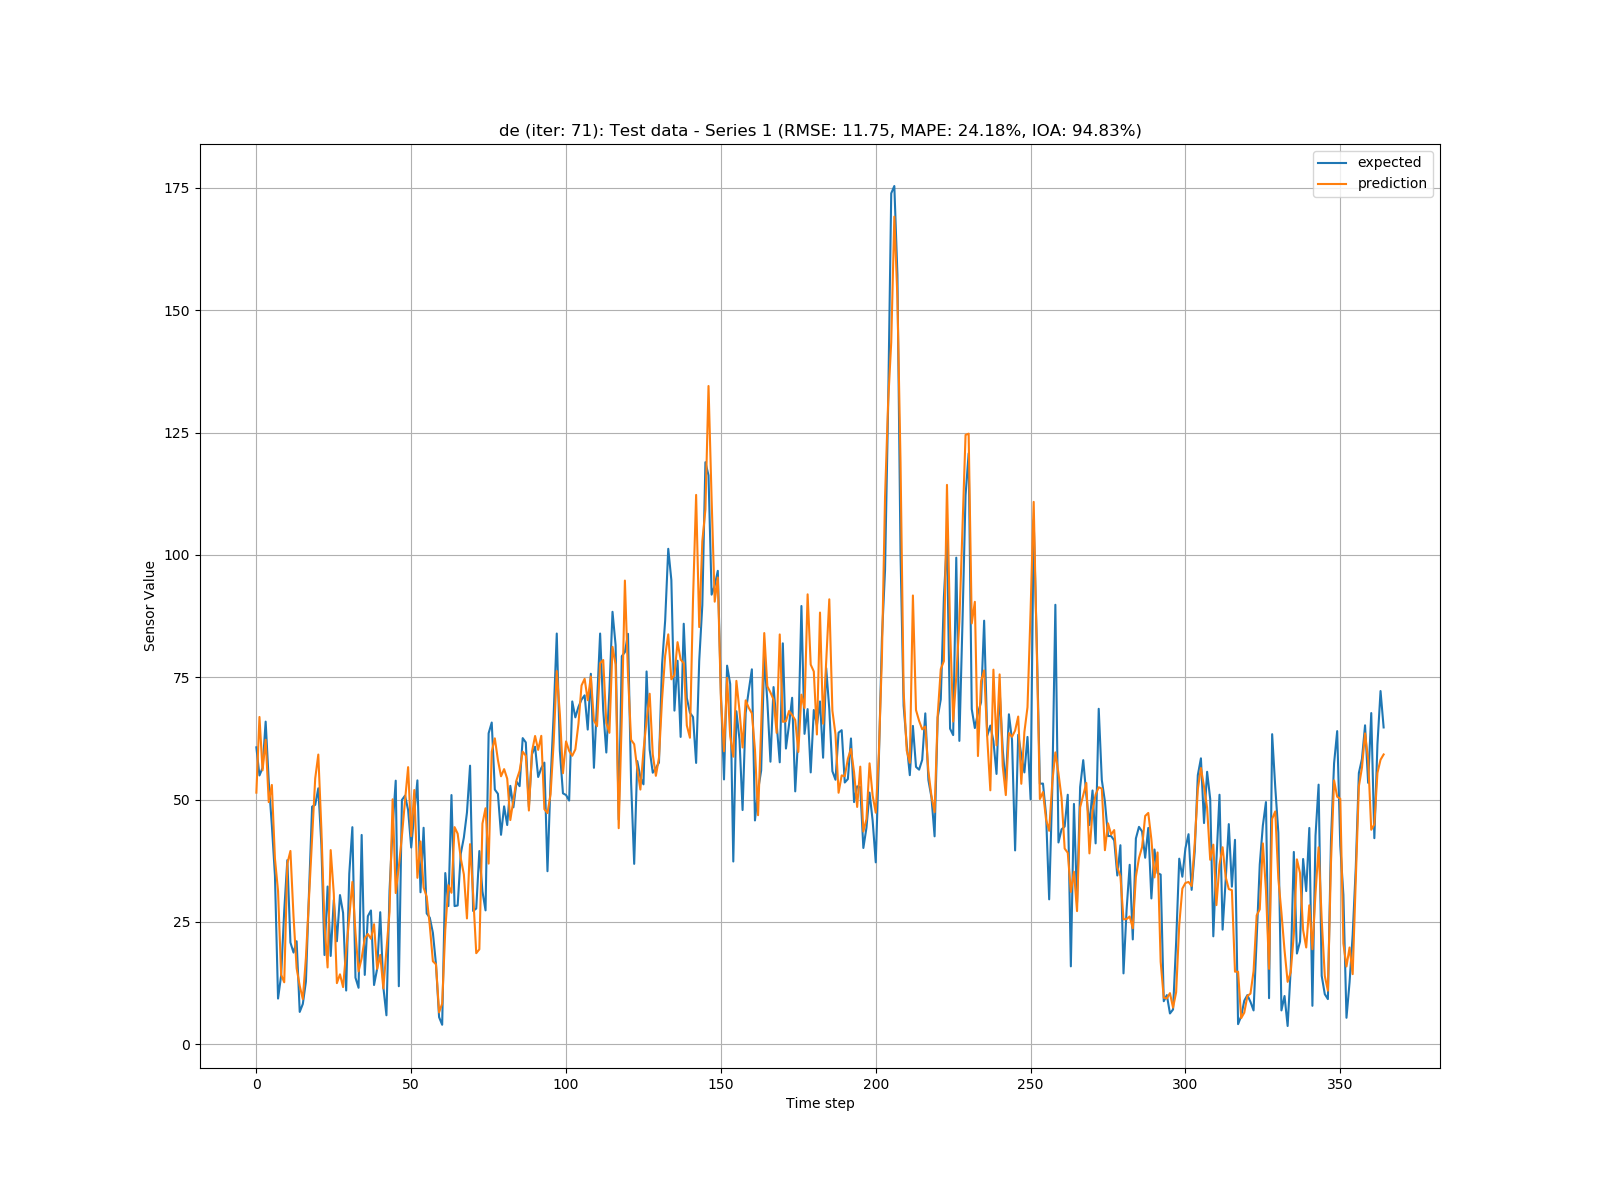 de (iter: 71): Test data - Series 1 (RMSE: 11.75, MAPE: 24.18%, IOA: 94.83%)
expected
prediction
175
150
125
100
75
50
25
0
Sensor Value
0 50 100 150 200 250 300 350
Time step